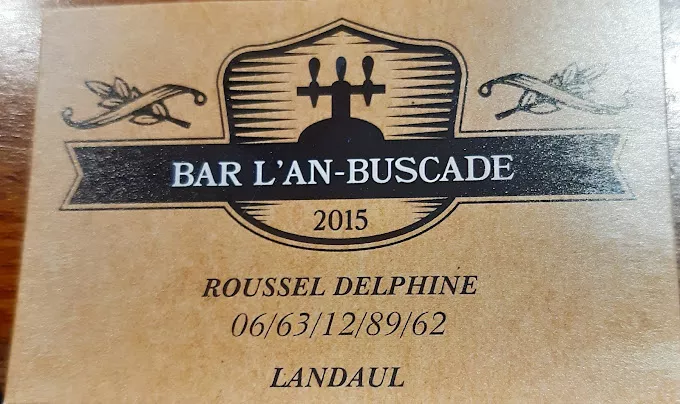 BAR L'AN-BUSCADE
2015
ROUSSEL DELPHINE
06/63/12/89/62
LANDAUL